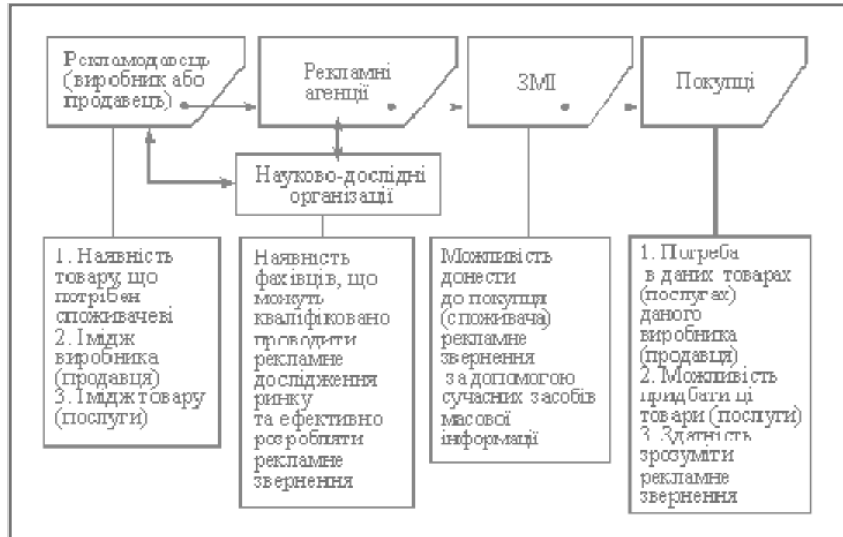 Рекламодавець
(виробник або
продавець)
Рекламні
агенції
ЗМІ
Покупці
Науково-дослідні
організації
1. Наявність
товару, що
потрібен
споживачеві
2. Імідж
виробника
(продавця)
3. Імідж товару
(послуги)
Наявність
фахівців, що
можуть
кваліфіковано
проводити
рекламне
дослідження
ринку
та ефективно
розробляти
рекламне
звернення
Можливість
донести
до покупця
(споживача)
рекламне
звернення
за допомогою
сучасних засобів
масової
інформації
1. Потреба
в даних товарах
(послугах)
даного
виробника
(продавця)
2. Можливість
придбати ці
товари (послуги)
3. Здатність
зрозуміти
рекламне
звернення